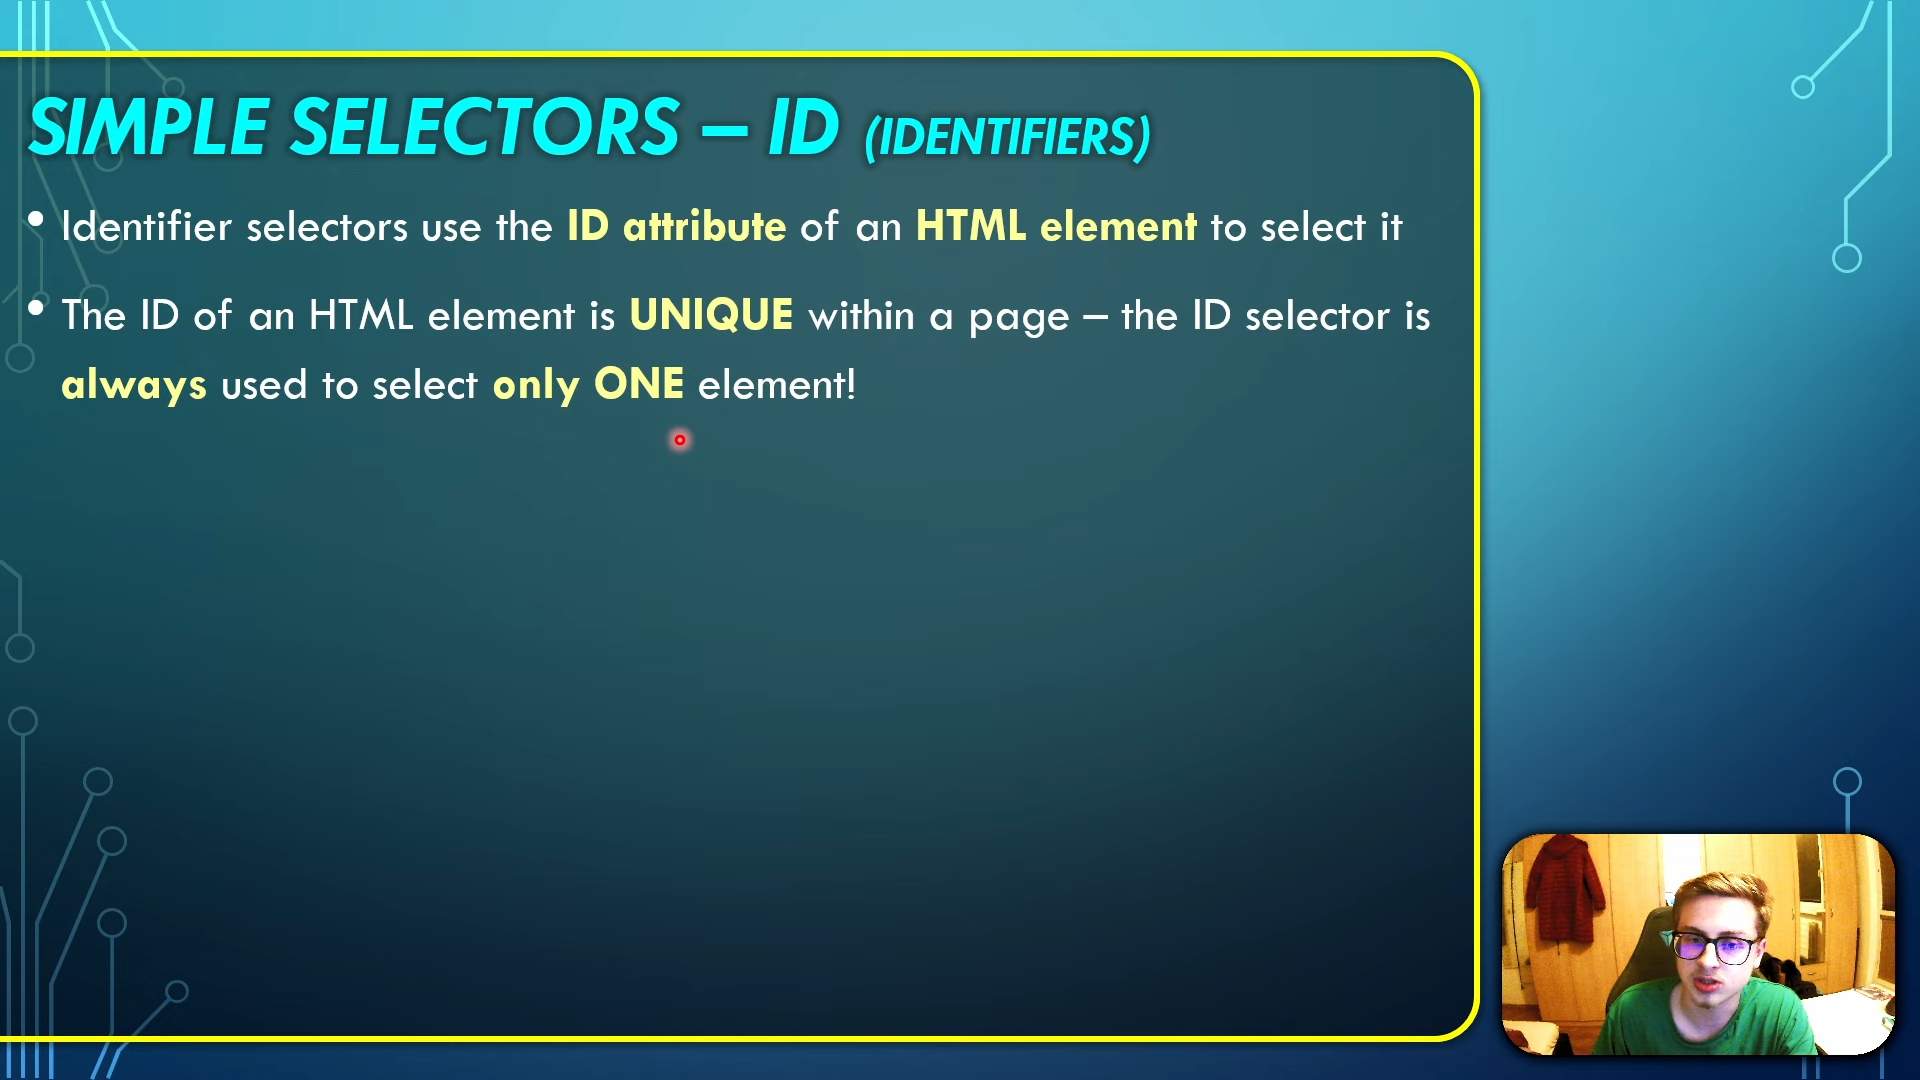 SIMPLE SELECTORS – ID (IDENTIFIERS)
• Identifier selectors use the ID attribute of an HTML element to select it
• The ID of an HTML element is UNIQUE within a page – the ID selector is
always used to select only ONE element!